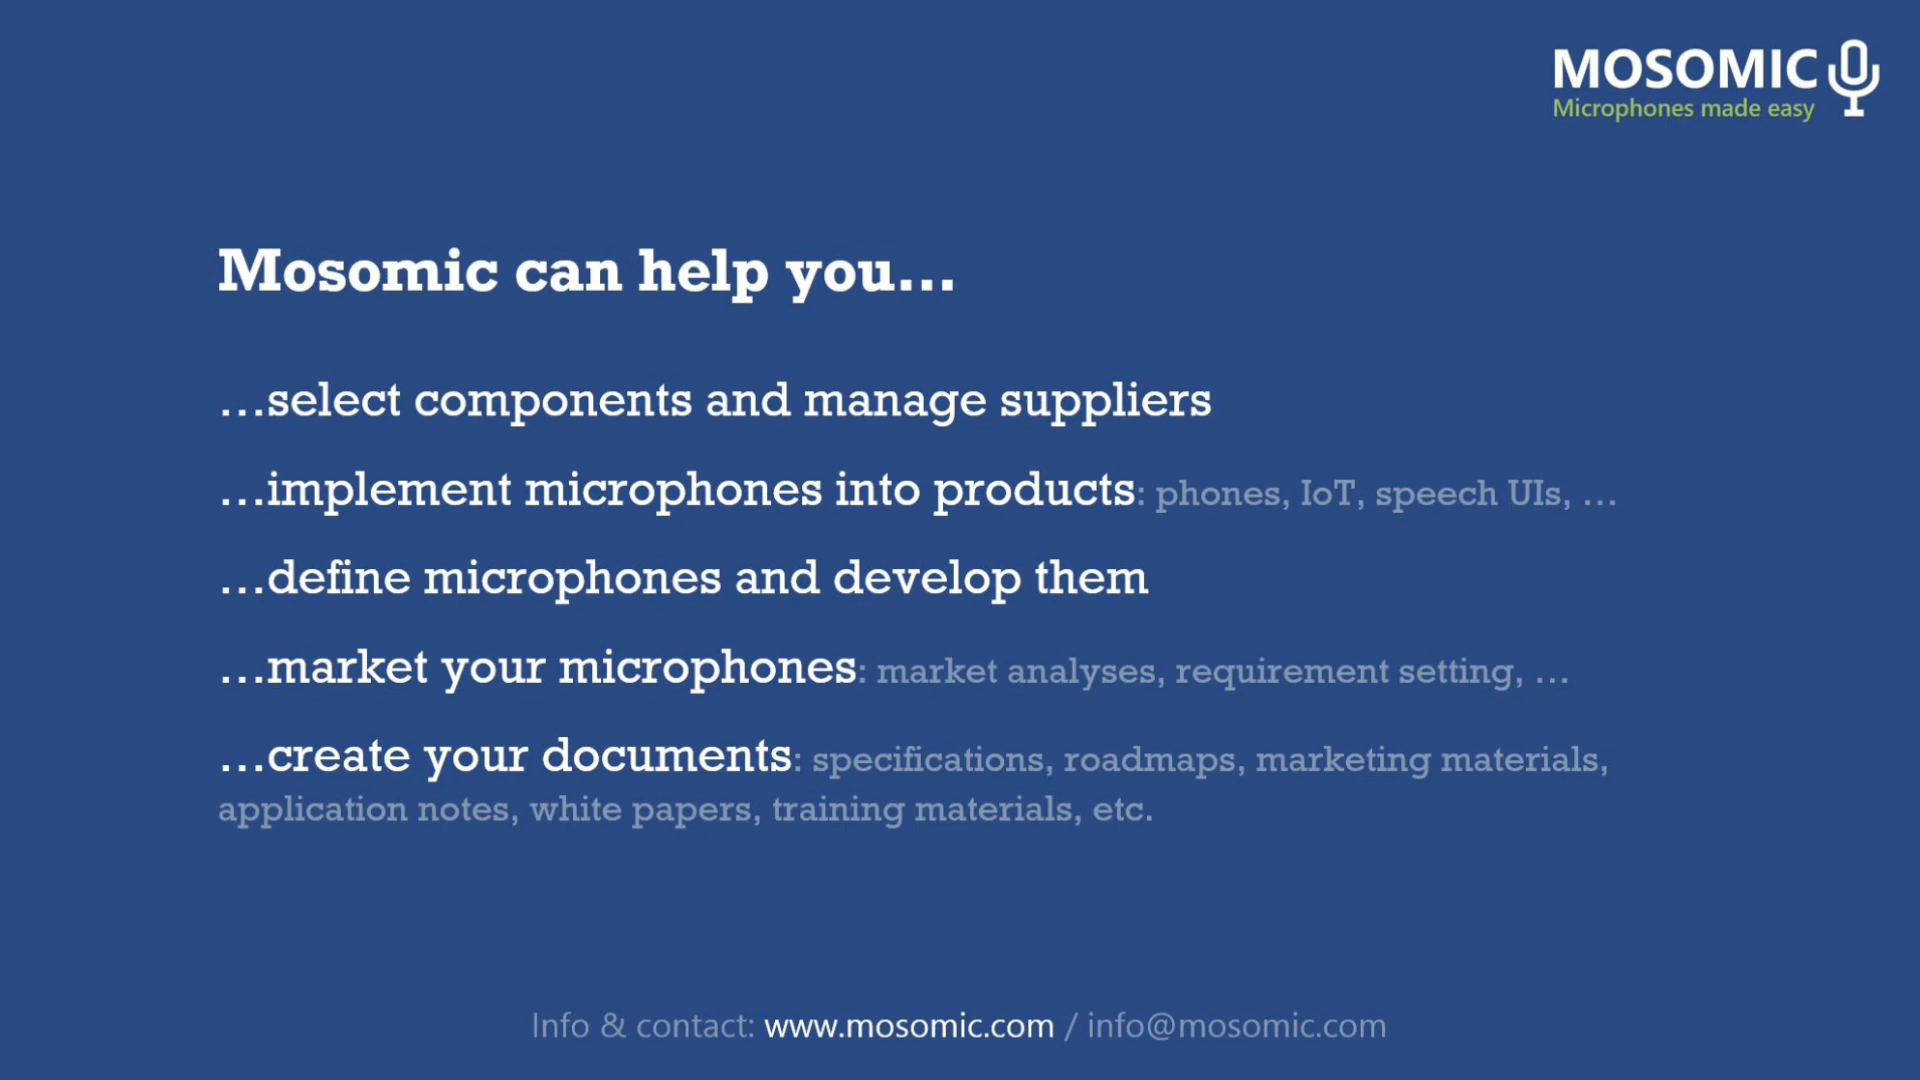 MOSOMIC
Microphones made easy
Mosomic can help you...
...select components and manage suppliers
...implement microphones into products: phones, IoT, speech UIs, ...
...define microphones and develop them
...market your microphones: market analyses, requirement setting, ...
...create your documents: specifications, roadmaps, marketing materials,
application notes, white papers, training materials, etc.
Info & contact: www.mosomic.com / info@mosomic.com